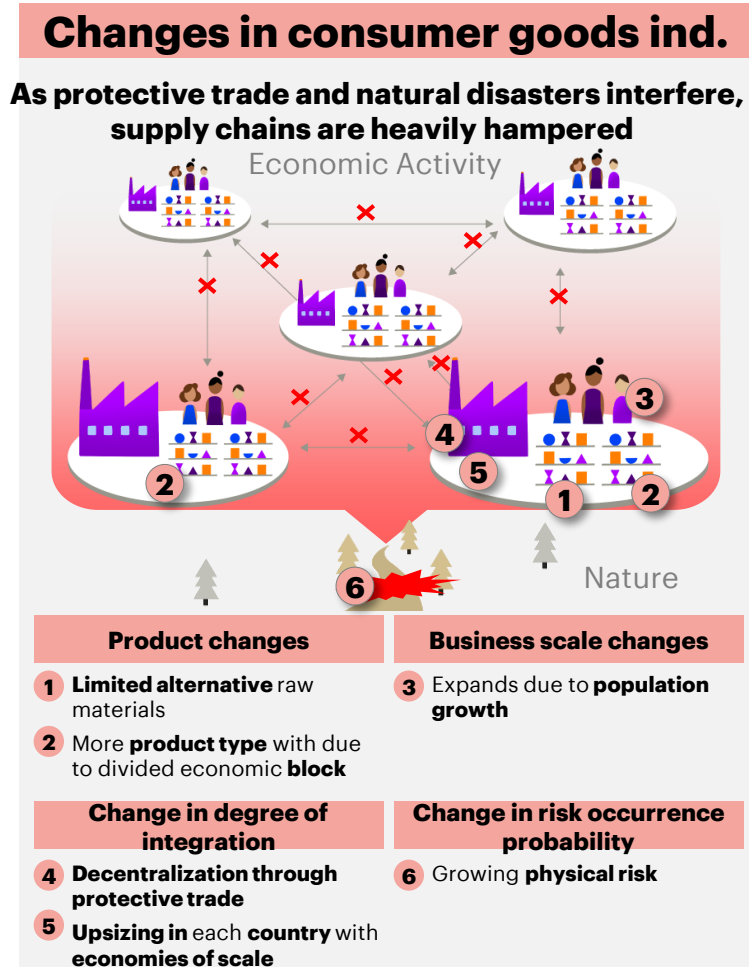 Changes in consumer goods ind.
As protective trade and natural disasters interfere,
supply chains are heavily hampered
Economic Activity
3
4
5
2
1
2
6
Nature
Product changes
1 Limited alternative raw
materials
2 More product type with due
to divided economic block
Business scale changes
3 Expands due to population
growth
Change in degree of
integration
4 Decentralization through
protective trade
5 Upsizing in each country with
economies of scale
Change in risk occurrence
probability
6 Growing physical risk